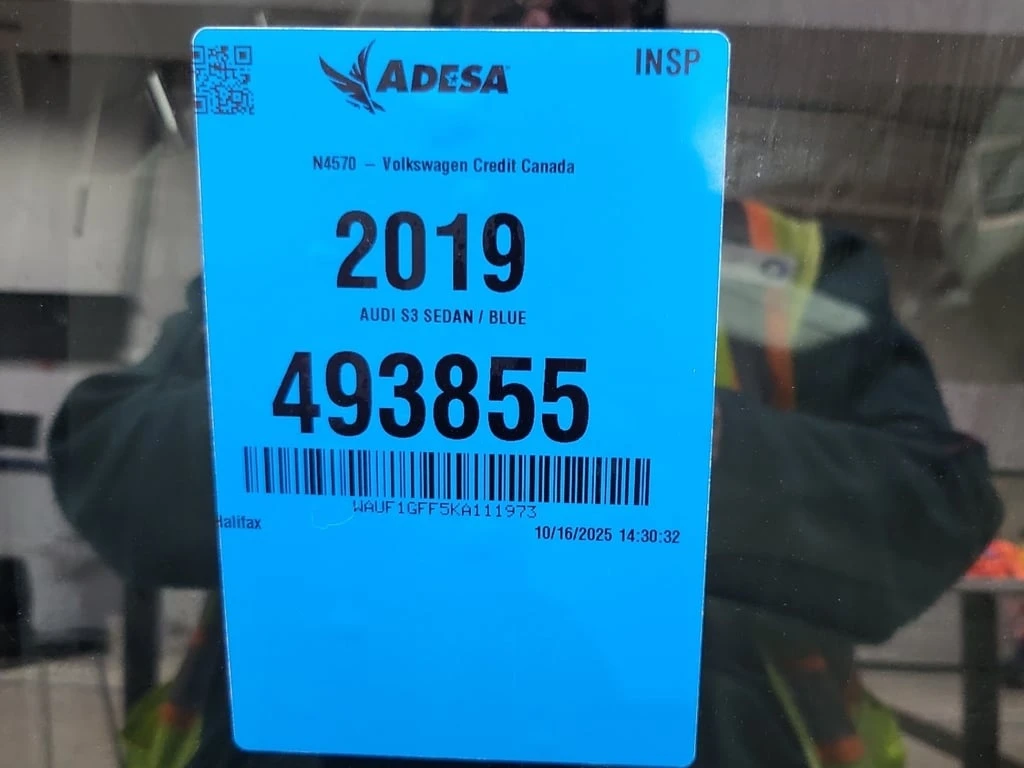 ADESA
INSP
N4570 – Volkswagen Credit Canada
2019
AUDI S3 SEDAN / BLUE
493855
WAUF1GFF5KA111973
Halifax
10/16/2025 14:30:32